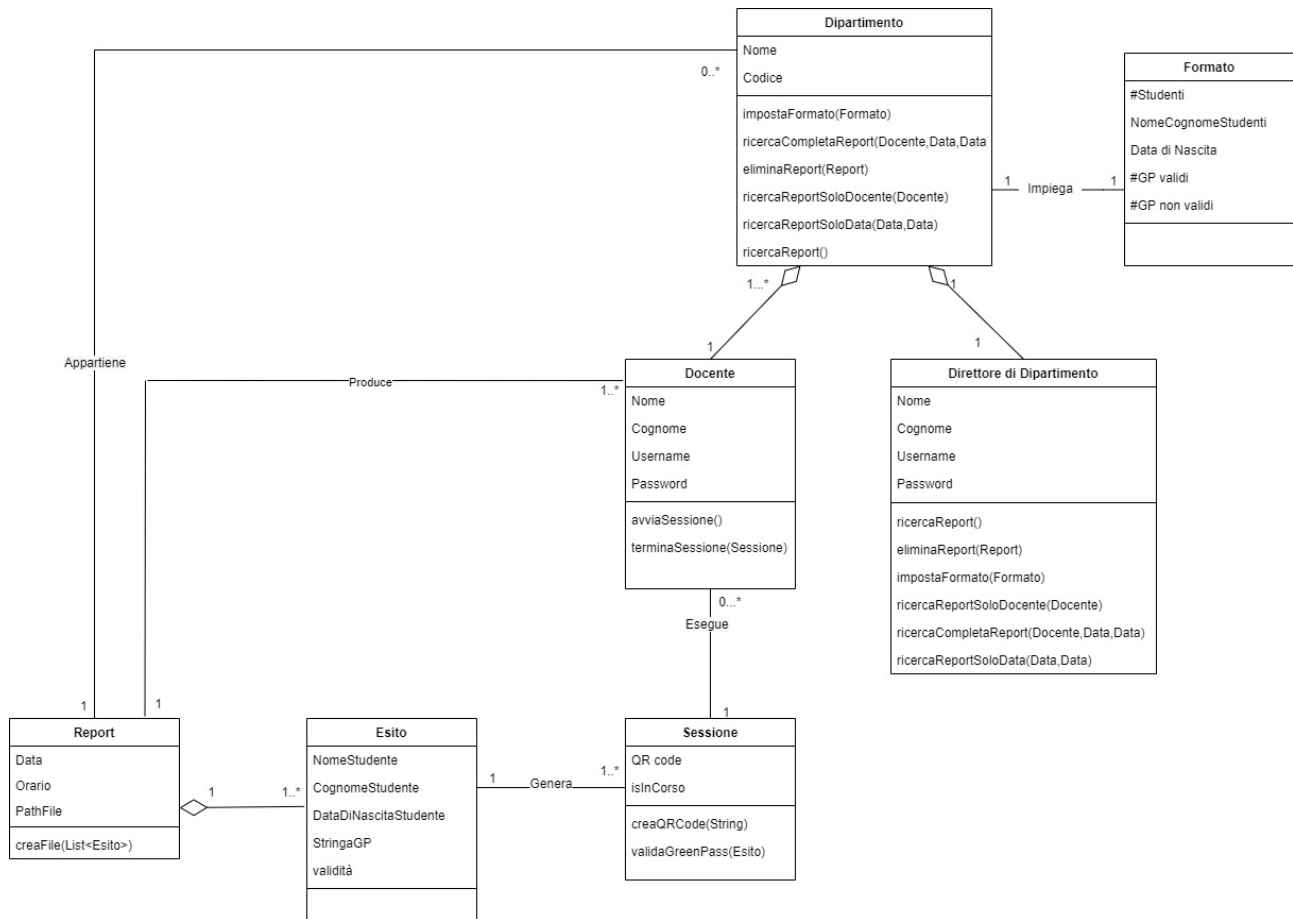 Dipartimento
Nome
Codice
impostaFormato(Formato)
ricercaCompletaReport(Docente,Data,Data
eliminaReport(Report)
ricercaReportSoloDocente(Docente)
ricercaReportSoloData(Data,Data)
ricercaReport()
0..*
Formato
#Studenti
NomeCognomeStudenti
Data di Nascita
#GP validi
#GP non validi
1
Impiega
1
1...*
1
Appartiene
1
1
Produce
1..*
Docente
Nome
Cognome
Username
Password
avviaSessione()
terminaSessione(Sessione)
Direttore di Dipartimento
Nome
Cognome
Username
Password
ricercaReport()
eliminaReport(Report)
impostaFormato(Formato)
ricercaReportSoloDocente(Docente)
ricercaCompletaReport(Docente,Data,Data)
ricercaReportSoloData(Data,Data)
0...*
Esegue
1
1
1
Report
Data
Orario
PathFile
creaFile(List<Esito>)
1
1..*
Esito
NomeStudente
CognomeStudente
DataDiNascitaStudente
StringaGP
validità
1
Genera
1..*
Sessione
QR code
isInCorso
creaQRCode(String)
validaGreenPass(Esito)